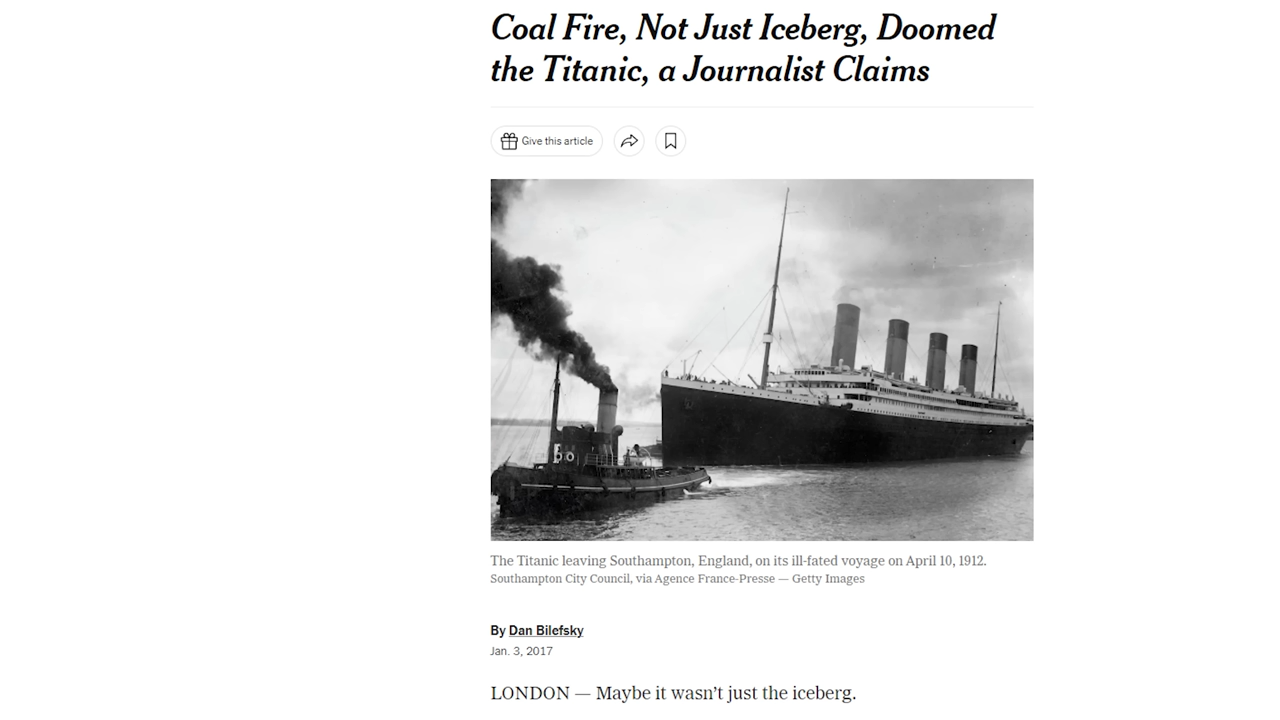 Coal Fire, Not Just Iceberg, Doomed
the Titanic, a Journalist Claims
Give this article
The Titanic leaving Southampton, England, on its ill-fated voyage on April 10, 1912.
Southampton City Council, via Agence France-Presse — Getty Images
By Dan Bilefsky
Jan. 3, 2017
LONDON — Maybe it wasn’t just the iceberg.